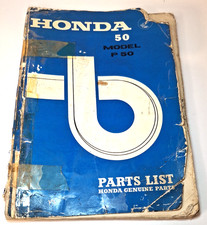 HONDA
50
MODEL
P 50
PARTS LIST
HONDA GENUINE PARTS